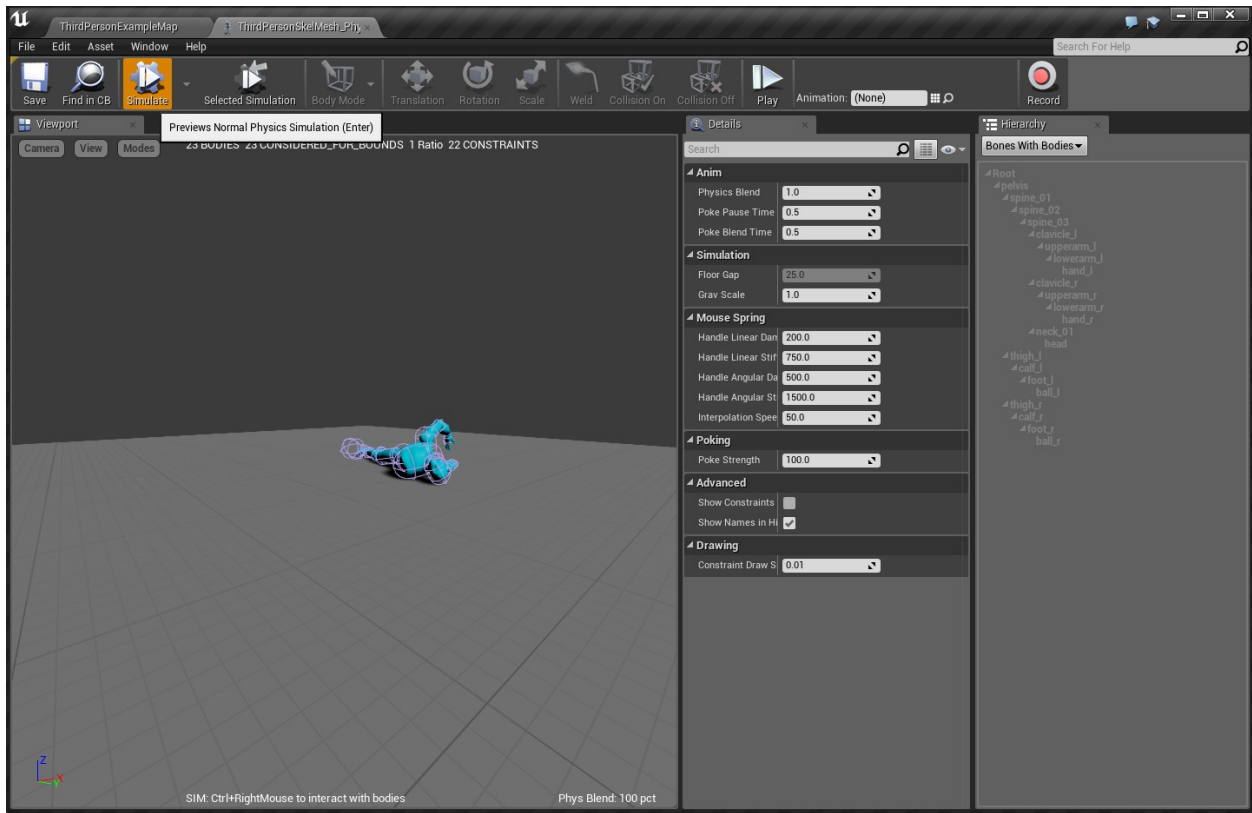 ThirdPersonExampleMap
ThirdPersonSkelMesh_Phy
File Edit Asset Window Help
Search For Help
Save
Find in CB
Simulate
Selected Simulation
Body Mode
Translation
Rotation
Scale
Weld
Collision On
Collision Off
Play
Animation: (None)
Record
Viewport
Previews Normal Physics Simulation (Enter)
Camera View Modes
23 BODIES 23 CONSIDERED_FOR_BOUNDS 1 Ratio 22 CONSTRAINTS
Z
X
Y
SIM: Ctrl+RightMouse to interact with bodies
Phys Blend: 100 pct
Details
Search
Anim
Physics Blend 1.0
Poke Pause Time 0.5
Poke Blend Time 0.5
Simulation
Floor Gap 25.0
Grav Scale 1.0
Mouse Spring
Handle Linear Dan 200.0
Handle Linear Stif 750.0
Handle Angular Da 500.0
Handle Angular St 1500.0
Interpolation Spee 50.0
Poking
Poke Strength 100.0
Advanced
Show Constraints
Show Names in Hi
Drawing
Constraint Draw S 0.01
Hierarchy
Bones With Bodies
Root
pelvis
spine_01
spine_02
spine_03
clavicle_l
upperarm_l
lowerarm_l
hand_l
clavicle_r
upperarm_r
lowerarm_r
hand_r
neck_01
head
thigh_l
calf_l
foot_l
ball_l
thigh_r
calf_r
foot_r
ball_r